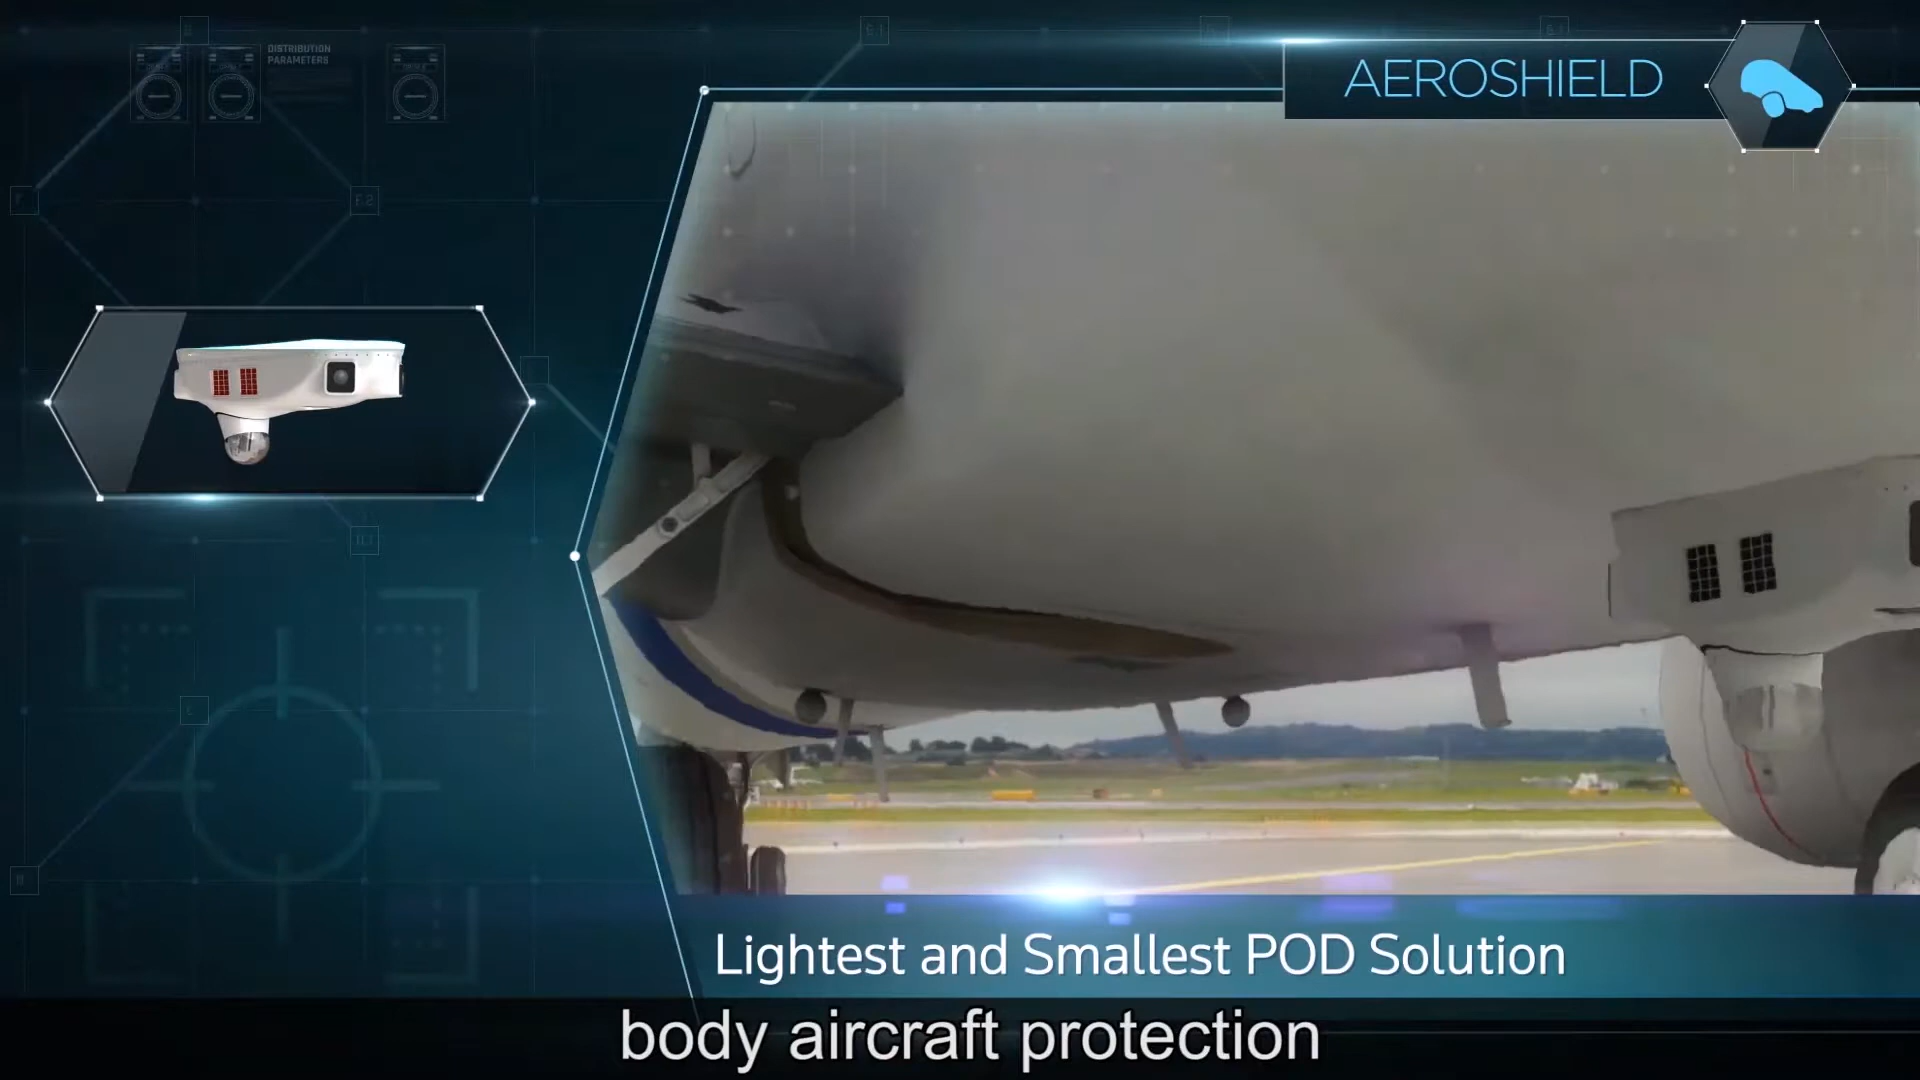 DISTRIBUTION
PARAMETERS
AEROSHIELD
Lightest and Smallest POD Solution
body aircraft protection